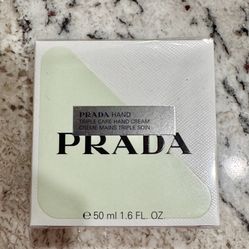 PRADA HAND
TRIPLE CARE HAND CREAM
CRÈME MAINS TRIPLE SOIN
PRADA
e 50 ml 1.6 FL. OZ.